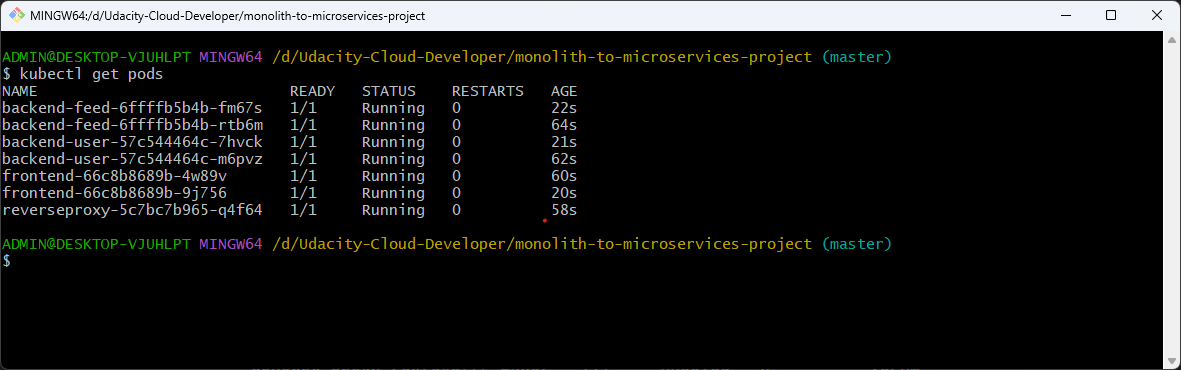 MINGW64:/d/Udacity-Cloud-Developer/monolith-to-microservices-project
ADMIN@DESKTOP-VJUHLPT MINGW64 /d/Udacity-Cloud-Developer/monolith-to-microservices-project (master)
$ kubectl get pods
NAME READY STATUS RESTARTS AGE
backend-feed-6ffffb5b4b-fm67s 1/1 Running 0 22s
backend-feed-6ffffb5b4b-rtb6m 1/1 Running 0 64s
backend-user-57c544464c-7hvck 1/1 Running 0 21s
backend-user-57c544464c-m6pvz 1/1 Running 0 62s
frontend-66c8b8689b-4w89v 1/1 Running 0 60s
frontend-66c8b8689b-9j756 1/1 Running 0 20s
reverseproxy-5c7bc7b965-q4f64 1/1 Running 0 58s
ADMIN@DESKTOP-VJUHLPT MINGW64 /d/Udacity-Cloud-Developer/monolith-to-microservices-project (master)
$